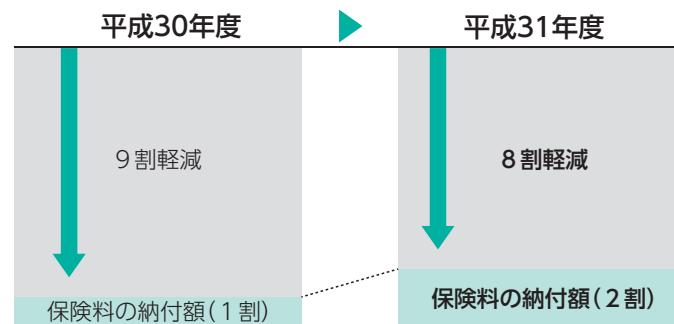 平成30年度
平成31年度
９割軽減
８割軽減
保険料の納付額（１割）
保険料の納付額（２割）